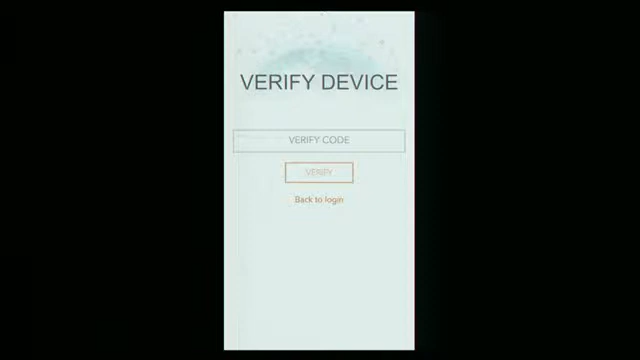 VERIFY DEVICE
VERIFY CODE
VERIFY
Back to login